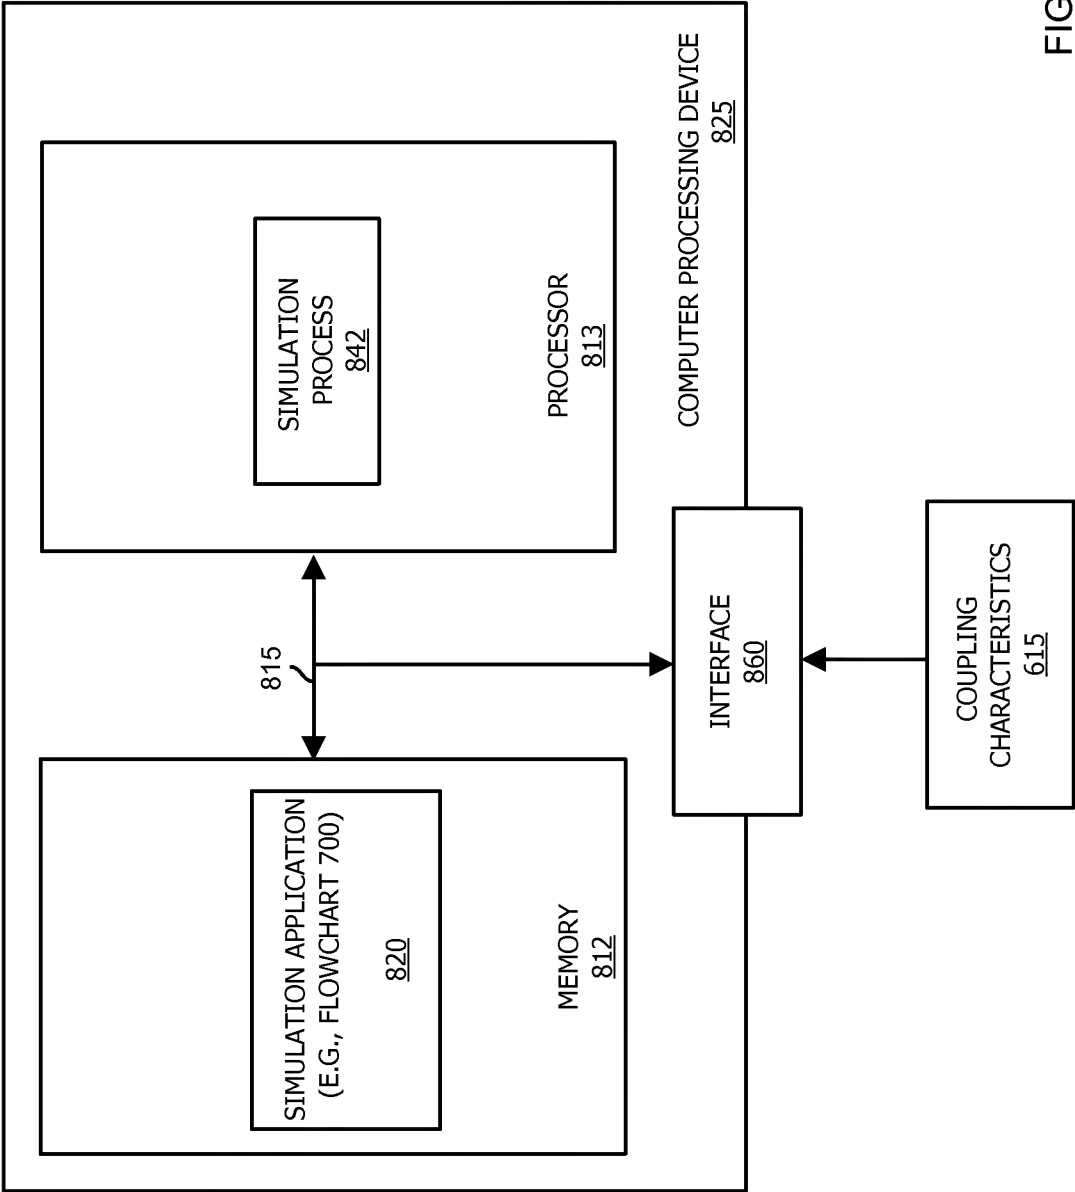 SIMULATION APPLICATION
(E.G., FLOWCHART 700)
820
MEMORY
812
815
SIMULATION
PROCESS
842
PROCESSOR
813
COMPUTER PROCESSING DEVICE
825
INTERFACE
860
COUPLING
CHARACTERISTICS
615
FIG